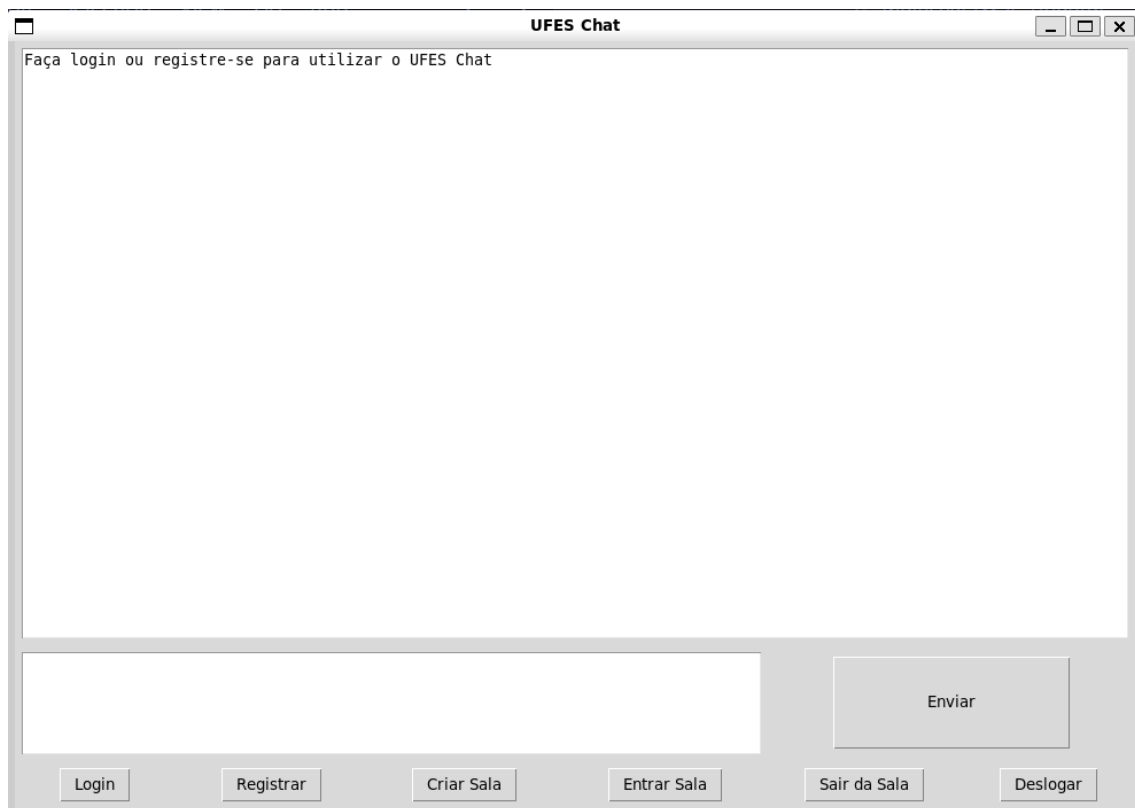 UFES Chat
Faça login ou registre-se para utilizar o UFES Chat
Enviar
Login Registrar Criar Sala Entrar Sala Sair da Sala Deslogar